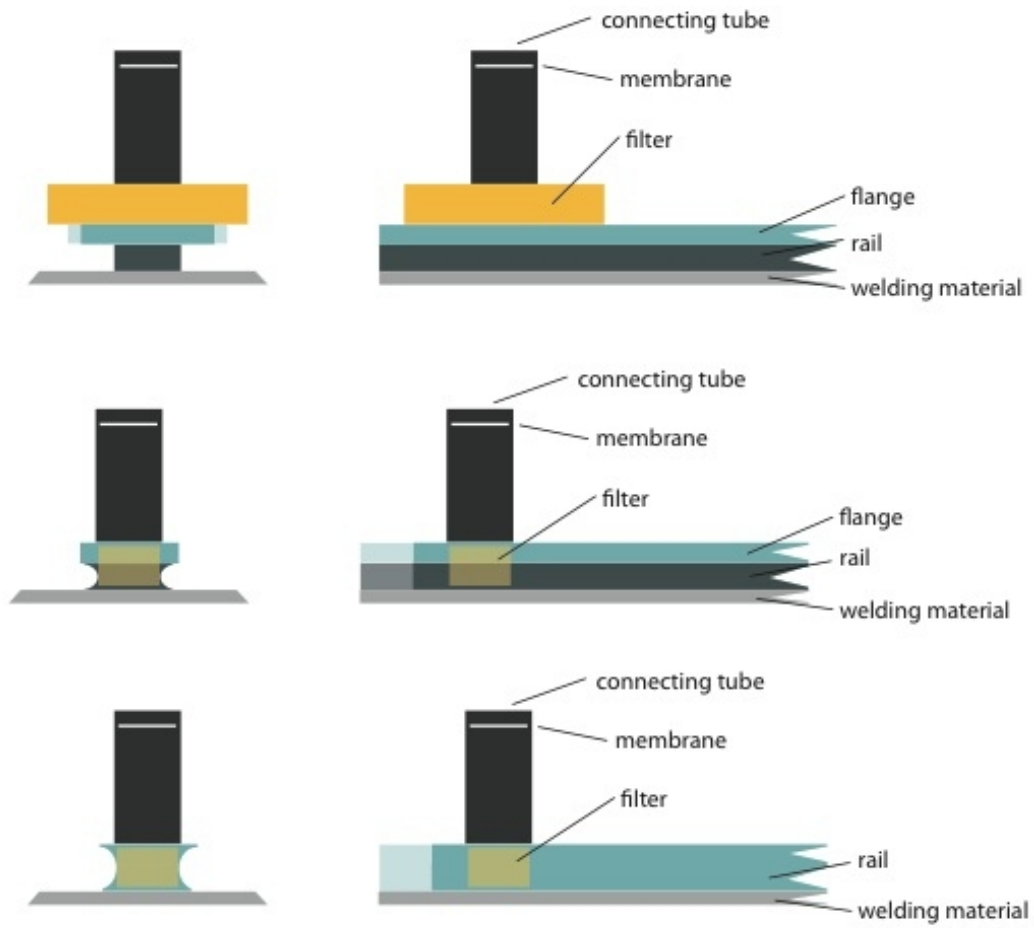 connecting tube
membrane
filter
flange
rail
welding material
connecting tube
membrane
filter
flange
rail
welding material
connecting tube
membrane
filter
rail
welding material